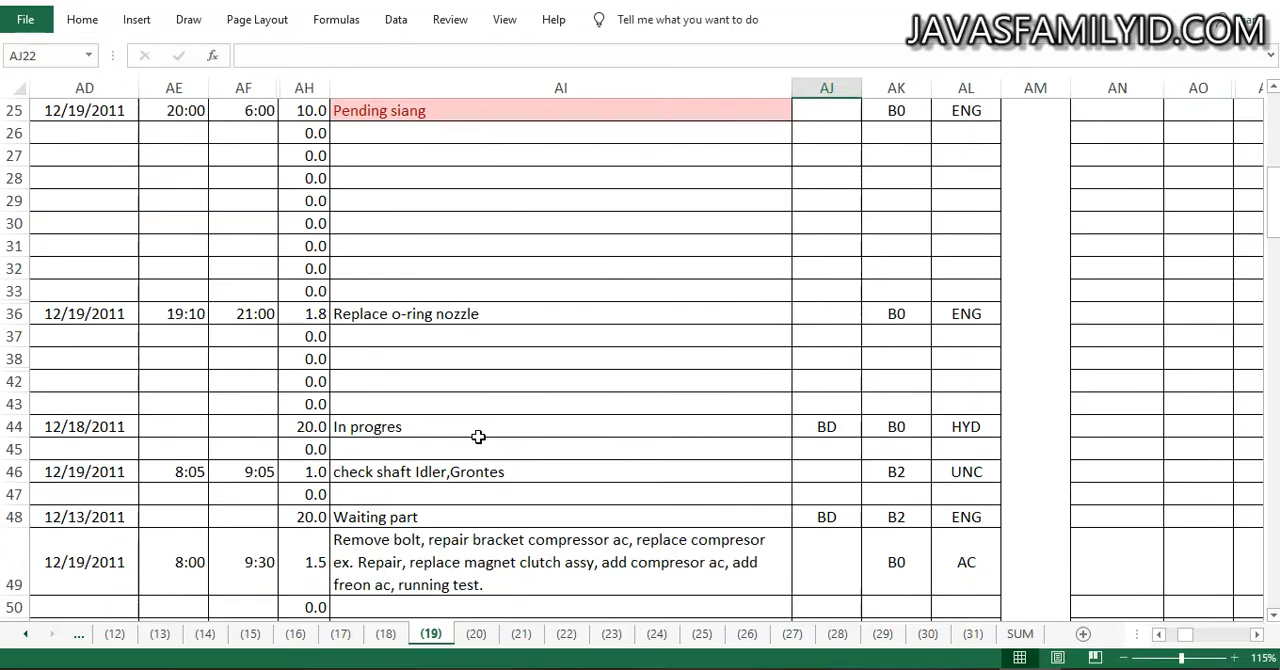 File Home Insert Draw Page Layout Formulas Data Review View Help Tell me what you want to do
JAVASFAMILYID.COM
AJ22 fx
AD AE AF AH AI AJ AK AL AM AN AO
25 12/19/2011 20:00 6:00 10.0 Pending siang B0 ENG
26 0.0
27 0.0
28 0.0
29 0.0
30 0.0
31 0.0
32 0.0
33 0.0
36 12/19/2011 19:10 21:00 1.8 Replace o-ring nozzle B0 ENG
37 0.0
38 0.0
42 0.0
43 0.0
44 12/18/2011 20.0 In progres BD B0 HYD
45 0.0
46 12/19/2011 8:05 9:05 1.0 check shaft Idler,Grontes B2 UNC
47 0.0
48 12/13/2011 20.0 Waiting part BD B2 ENG
Remove bolt, repair bracket compressor ac, replace compresor
49 12/19/2011 8:00 9:30 1.5 ex. Repair, replace magnet clutch assy, add compresor ac, add B0 AC
freon ac, running test.
50 0.0
... (12) (13) (14) (15) (16) (17) (18) (19) (20) (21) (22) (23) (24) (25) (26) (27) (28) (29) (30) (31) SUM
115%